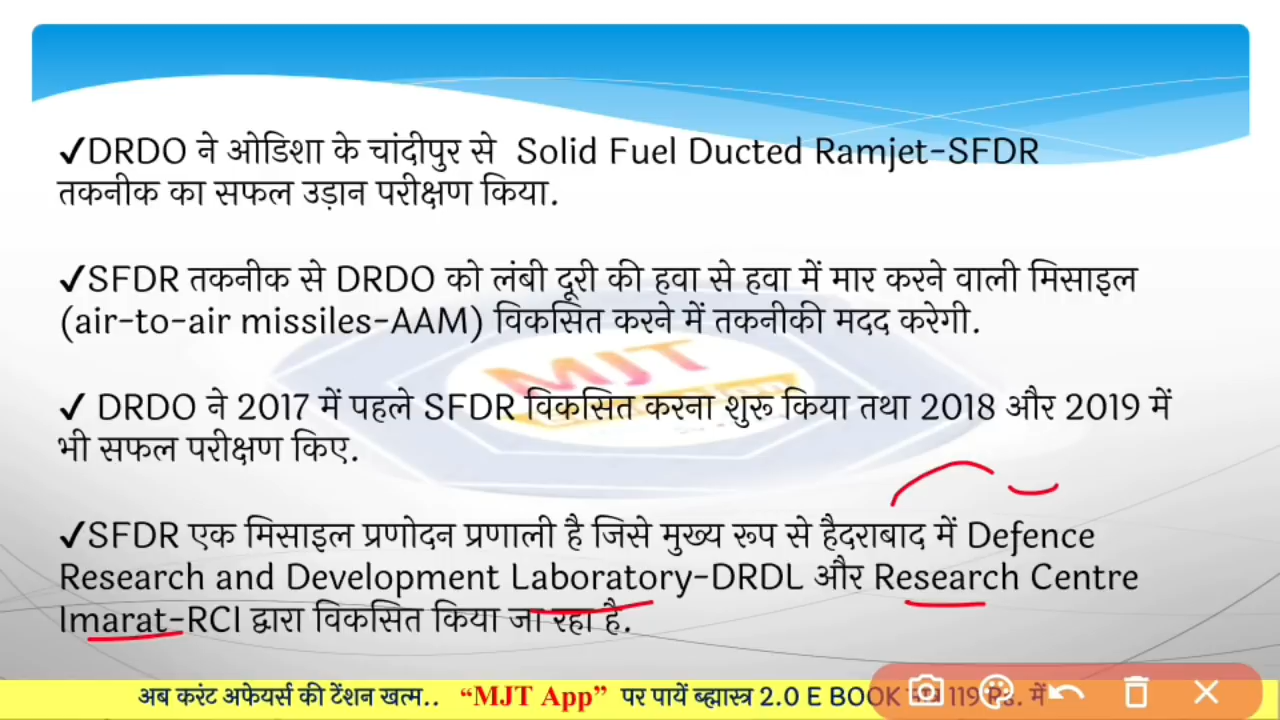 ✓DRDO ने ओडिशा के चांदीपुर से Solid Fuel Ducted Ramjet-SFDR
तकनीक का सफल उड़ान परीक्षण किया.
✓SFDR तकनीक से DRDO को लंबी दूरी की हवा से हवा में मार करने वाली मिसाइल
(air-to-air missiles-AAM) विकसित करने में तकनीकी मदद करेगी.
MJT
✓ DRDO ने 2017 में पहले SFDR विकसित करना शुरू किया तथा 2018 और 2019 में
भी सफल परीक्षण किए.
✓SFDR एक मिसाइल प्रणोदन प्रणाली है जिसे मुख्य रूप से हैदराबाद में Defence
Research and Development Laboratory-DRDL और Research Centre
Imarat-RCI द्वारा विकसित किया जा रहा है.
अब करंट अफेयर्स की टेंशन खत्म.. “MJT App” पर पायें ब्ह्मास्त्र 2.0 E BOOK 119 Rs. में